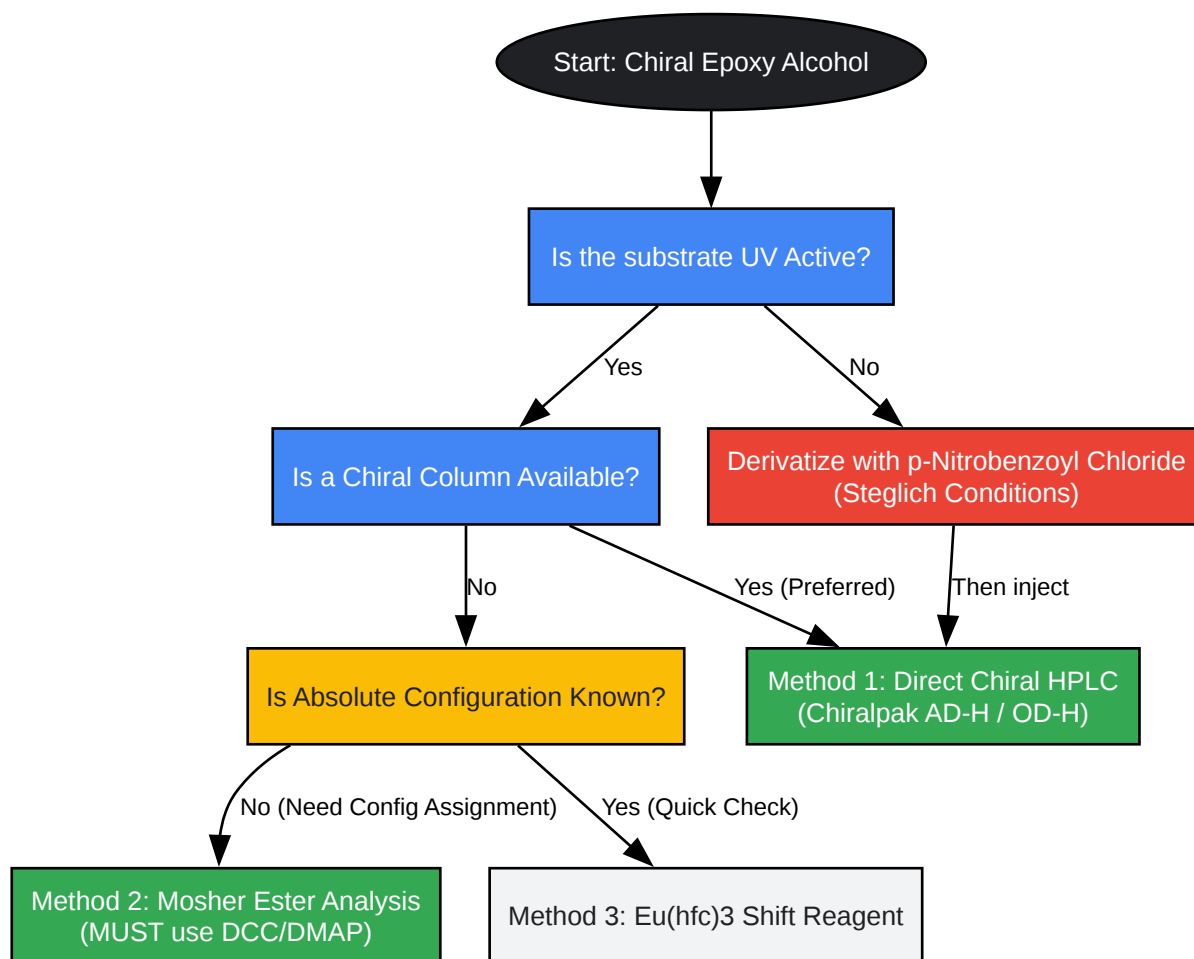 Start: Chiral Epoxy Alcohol
Is the substrate UV Active?
Yes
No
Is a Chiral Column Available?
Derivatize with p-Nitrobenzoyl Chloride
(Steglich Conditions)
No
Yes (Preferred)
Then inject
Is Absolute Configuration Known?
Method 1: Direct Chiral HPLC
(Chiralpak AD-H / OD-H)
No (Need Config Assignment)
Yes (Quick Check)
Method 2: Mosher Ester Analysis
(MUST use DCC/DMAP)
Method 3: Eu(hfc)3 Shift Reagent